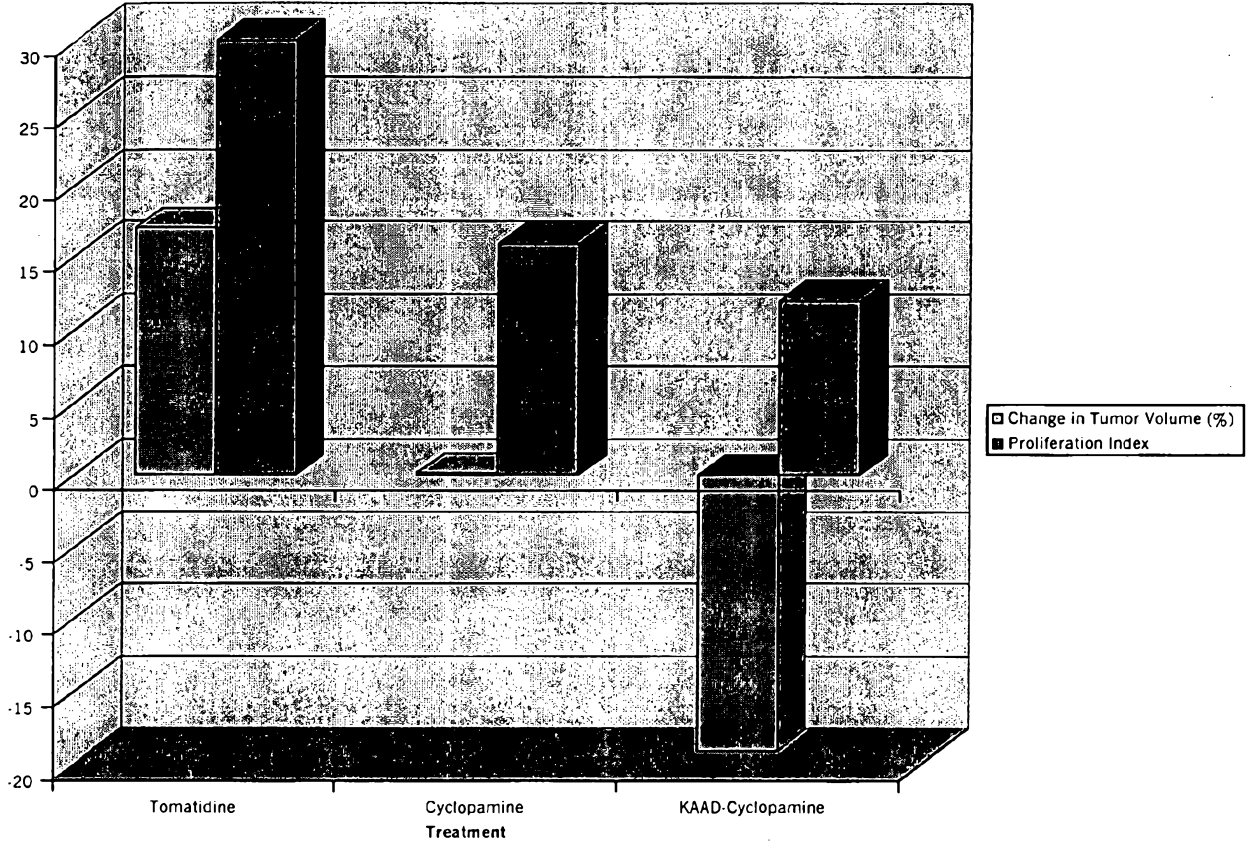 30
25
20
15
10
5
0
-5
-10
-15
-20
Tomatidine
Cyclopamine
KAAD-Cyclopamine
Treatment
Change in Tumor Volume (%)
Proliferation Index